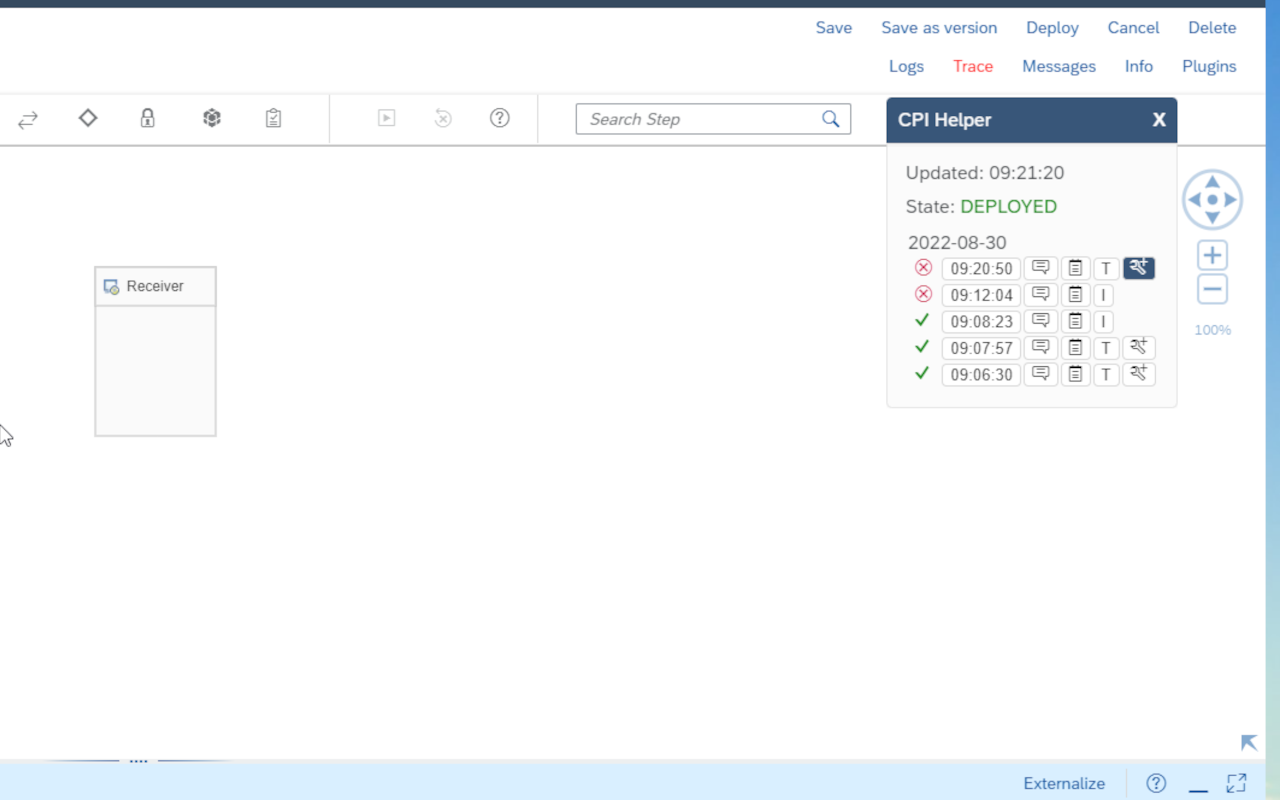 Save Save as version Deploy Cancel Delete
Logs Trace Messages Info Plugins
Search Step
CPI Helper X
Updated: 09:21:20
State: DEPLOYED
2022-08-30
09:20:50 T
09:12:04 I
09:08:23 I
09:07:57 T
09:06:30 T
Receiver
100%
Externalize